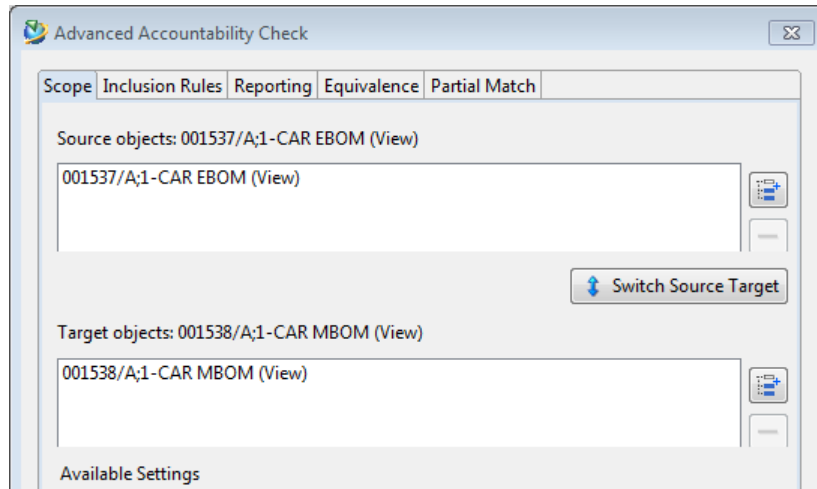 Advanced Accountability Check
Scope Inclusion Rules Reporting Equivalence Partial Match
Source objects: 001537/A;1-CAR EBOM (View)
001537/A;1-CAR EBOM (View)
Switch Source Target
Target objects: 001538/A;1-CAR MBOM (View)
001538/A;1-CAR MBOM (View)
Available Settings